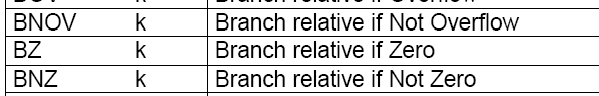 BNOV k Branch relative if Not Overflow
BZ k Branch relative if Zero
BNZ k Branch relative if Not Zero